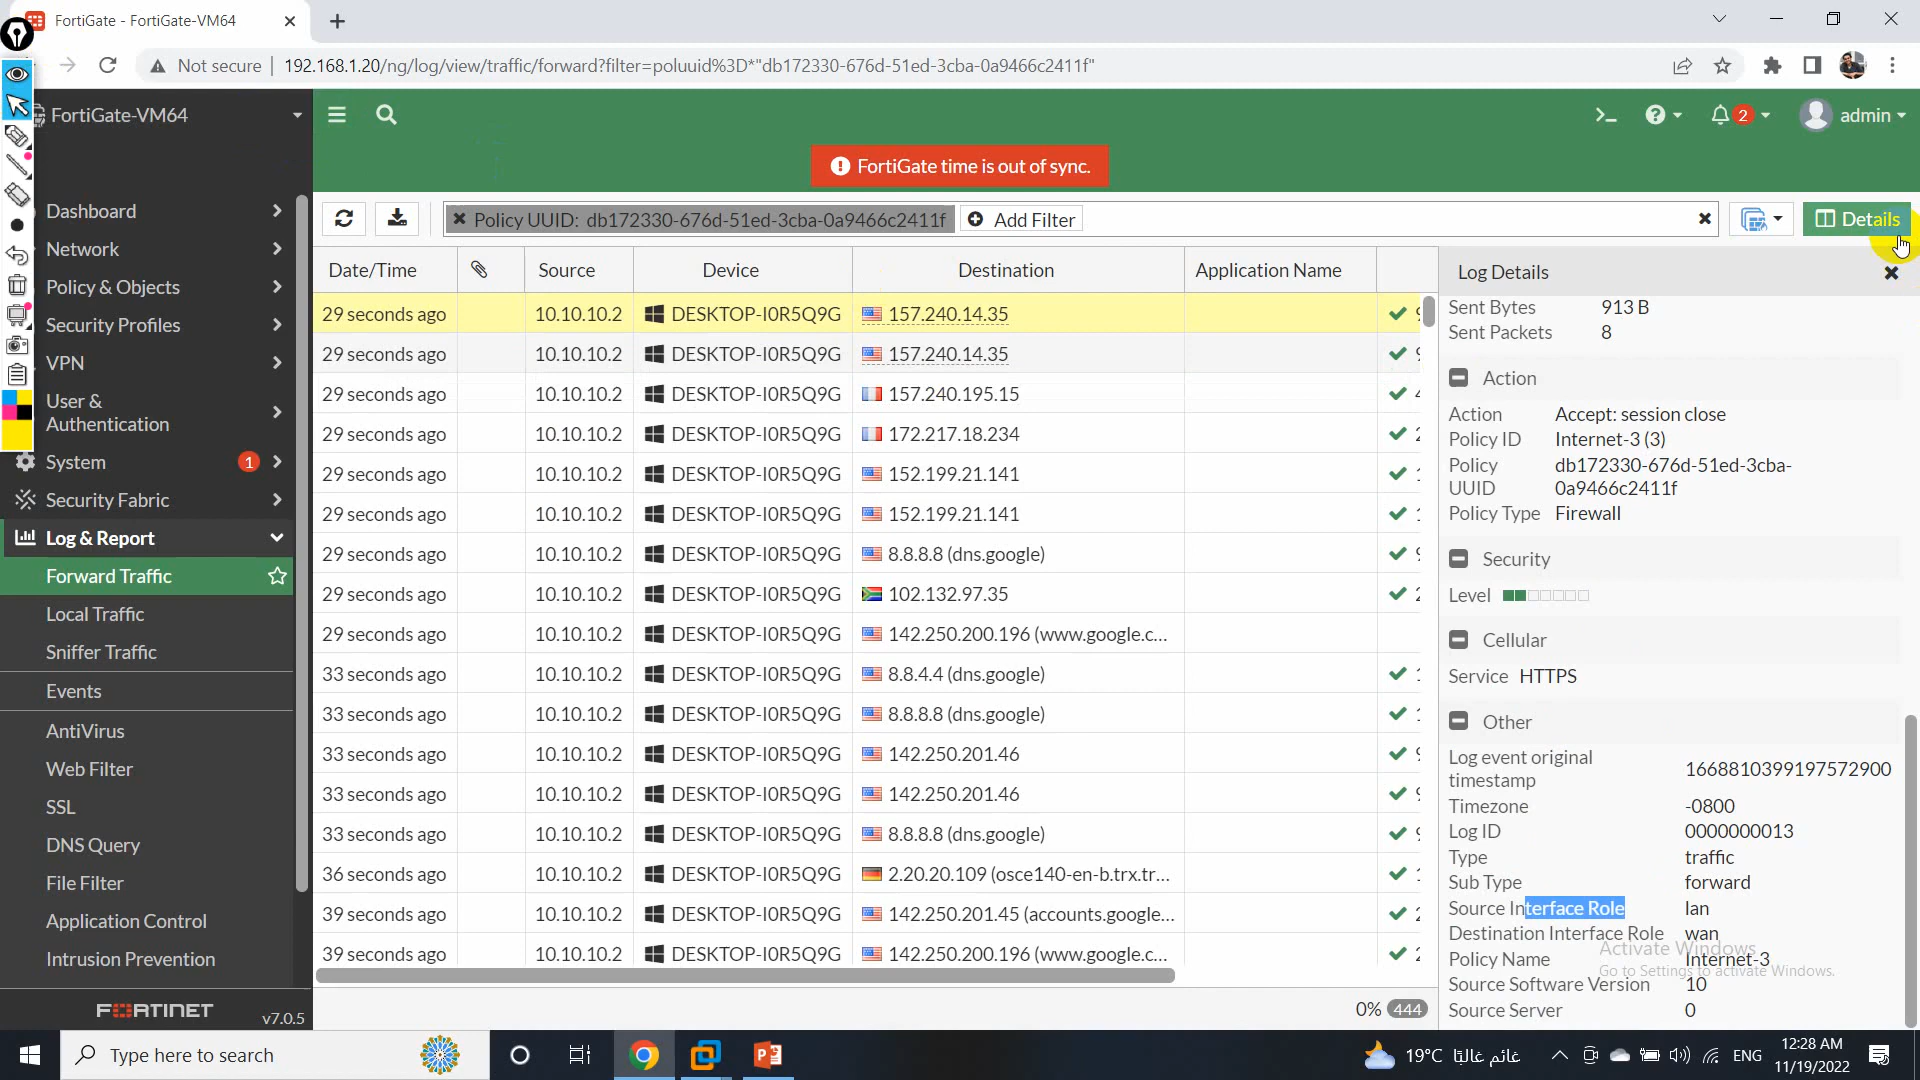 FortiGate - FortiGate-VM64
Not secure
192.168.1.20/ng/log/view/traffic/forward?filter=poluuid%3D*"db172330-676d-51ed-3cba-0a9466c2411f"
FortiGate-VM64
2
admin
FortiGate time is out of sync.
Dashboard
Network
Policy & Objects
Security Profiles
VPN
User &
Authentication
System 1
Security Fabric
Log & Report
Forward Traffic
Local Traffic
Sniffer Traffic
Events
AntiVirus
Web Filter
SSL
DNS Query
File Filter
Application Control
Intrusion Prevention
FORTINET v7.0.5
Policy UUID: db172330-676d-51ed-3cba-0a9466c2411f Add Filter
Details
Date/Time Source Device Destination Application Name
29 seconds ago 10.10.10.2 DESKTOP-I0R5Q9G 157.240.14.35
29 seconds ago 10.10.10.2 DESKTOP-I0R5Q9G 157.240.14.35
29 seconds ago 10.10.10.2 DESKTOP-I0R5Q9G 157.240.195.15
29 seconds ago 10.10.10.2 DESKTOP-I0R5Q9G 172.217.18.234
29 seconds ago 10.10.10.2 DESKTOP-I0R5Q9G 152.199.21.141
29 seconds ago 10.10.10.2 DESKTOP-I0R5Q9G 152.199.21.141
29 seconds ago 10.10.10.2 DESKTOP-I0R5Q9G 8.8.8.8 (dns.google)
29 seconds ago 10.10.10.2 DESKTOP-I0R5Q9G 102.132.97.35
29 seconds ago 10.10.10.2 DESKTOP-I0R5Q9G 142.250.200.196 (www.google.c...
33 seconds ago 10.10.10.2 DESKTOP-I0R5Q9G 8.8.4.4 (dns.google)
33 seconds ago 10.10.10.2 DESKTOP-I0R5Q9G 8.8.8.8 (dns.google)
33 seconds ago 10.10.10.2 DESKTOP-I0R5Q9G 142.250.201.46
33 seconds ago 10.10.10.2 DESKTOP-I0R5Q9G 142.250.201.46
33 seconds ago 10.10.10.2 DESKTOP-I0R5Q9G 8.8.8.8 (dns.google)
36 seconds ago 10.10.10.2 DESKTOP-I0R5Q9G 2.20.20.109 (osce140-en-b.trx.tr...
39 seconds ago 10.10.10.2 DESKTOP-I0R5Q9G 142.250.201.45 (accounts.google...
39 seconds ago 10.10.10.2 DESKTOP-I0R5Q9G 142.250.200.196 (www.google.c...
0% 444
Log Details
Sent Bytes 913 B
Sent Packets 8
Action
Action Accept: session close
Policy ID Internet-3 (3)
Policy UUID db172330-676d-51ed-3cba-
0a9466c2411f
Policy Type Firewall
Security
Level
Cellular
Service HTTPS
Other
Log event original
timestamp 1668810399197572900
Timezone -0800
Log ID 0000000013
Type traffic
Sub Type forward
Source Interface Role lan
Destination Interface Role wan
Policy Name Internet-3
Source Software Version 10
Source Server 0
Activate Windows
Go to Settings to activate Windows.
Type here to search
19°C غائم غالبًا
ENG
12:28 AM
11/19/2022